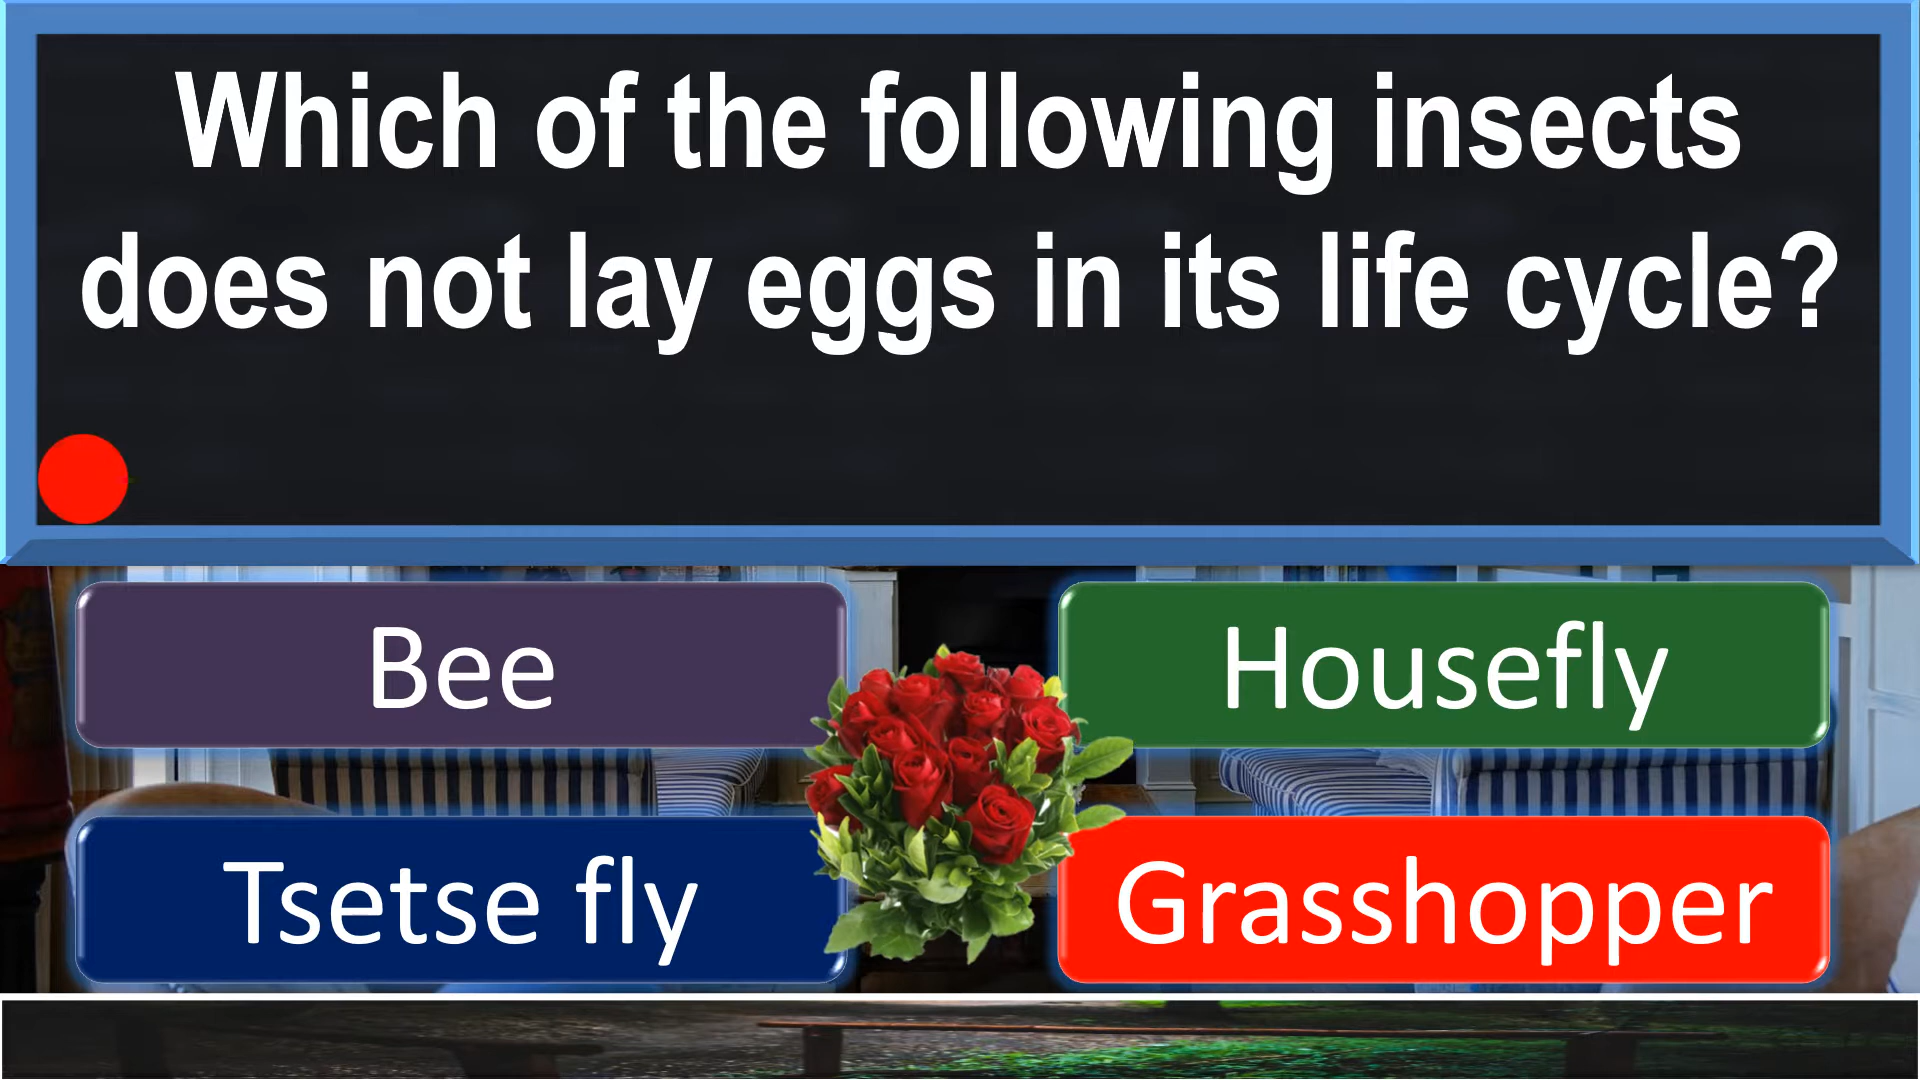 Which of the following insects
does not lay eggs in its life cycle?
Bee
Housefly
Tsetse fly
Grasshopper